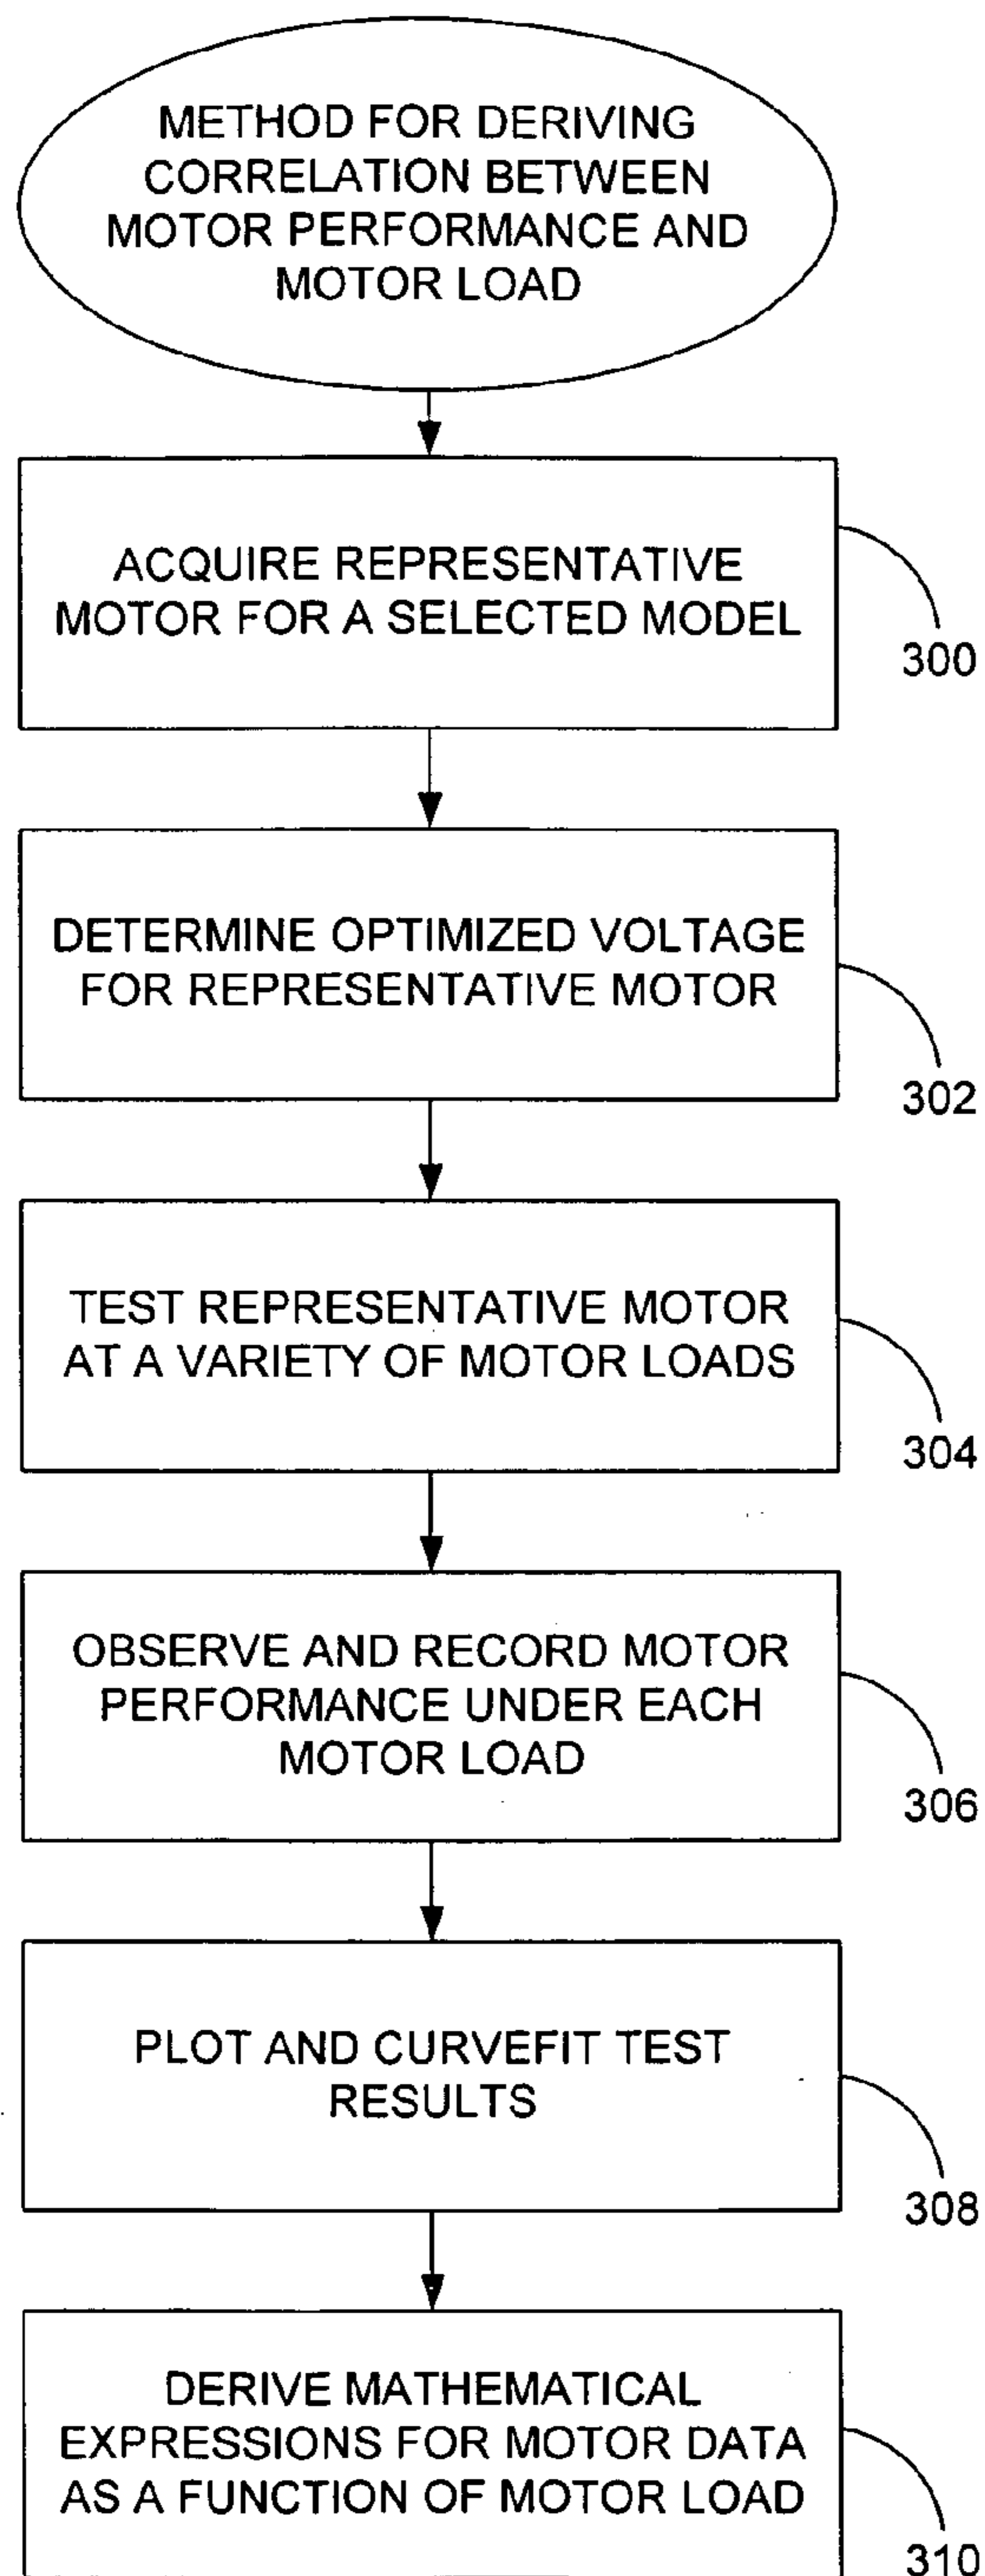 METHOD FOR DERIVING
CORRELATION BETWEEN
MOTOR PERFORMANCE AND
MOTOR LOAD
ACQUIRE REPRESENTATIVE
MOTOR FOR A SELECTED MODEL
300
DETERMINE OPTIMIZED VOLTAGE
FOR REPRESENTATIVE MOTOR
302
TEST REPRESENTATIVE MOTOR
AT A VARIETY OF MOTOR LOADS
304
OBSERVE AND RECORD MOTOR
PERFORMANCE UNDER EACH
MOTOR LOAD
306
PLOT AND CURVEFIT TEST
RESULTS
308
DERIVE MATHEMATICAL
EXPRESSIONS FOR MOTOR DATA
AS A FUNCTION OF MOTOR LOAD
310